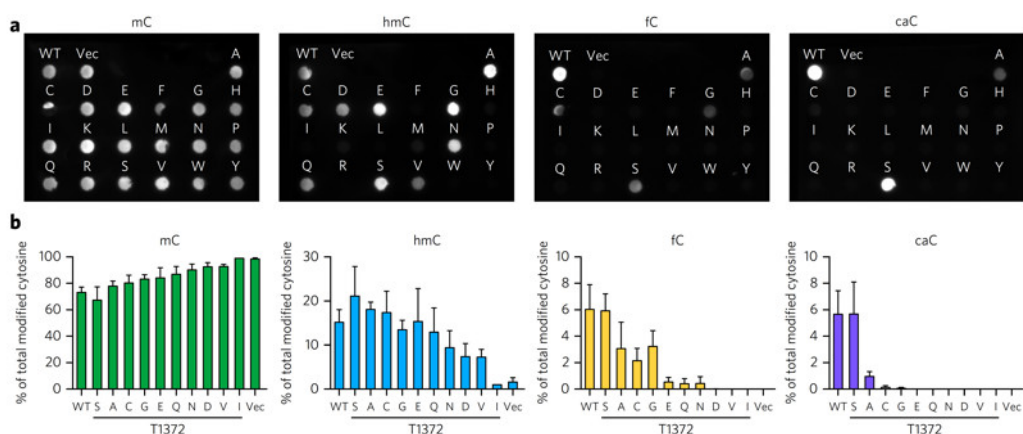 a
mC
WT Vec A
C D E F G H
I K L M N P
Q R S V W Y
hmC
WT Vec A
C D E F G H
I K L M N P
Q R S V W Y
fC
WT Vec A
C D E F G H
I K L M N P
Q R S V W Y
caC
WT Vec A
C D E F G H
I K L M N P
Q R S V W Y
b
mC
% of total modified cytosine
100
80
60
40
20
0
WT S A C G E Q N D V I Vec
T1372
hmC
% of total modified cytosine
30
20
10
0
WT S A C G E Q N D V I Vec
T1372
fC
% of total modified cytosine
10
8
6
4
2
0
WT S A C G E Q N D V I Vec
T1372
caC
% of total modified cytosine
10
8
6
4
2
0
WT S A C G E Q N D V I Vec
T1372